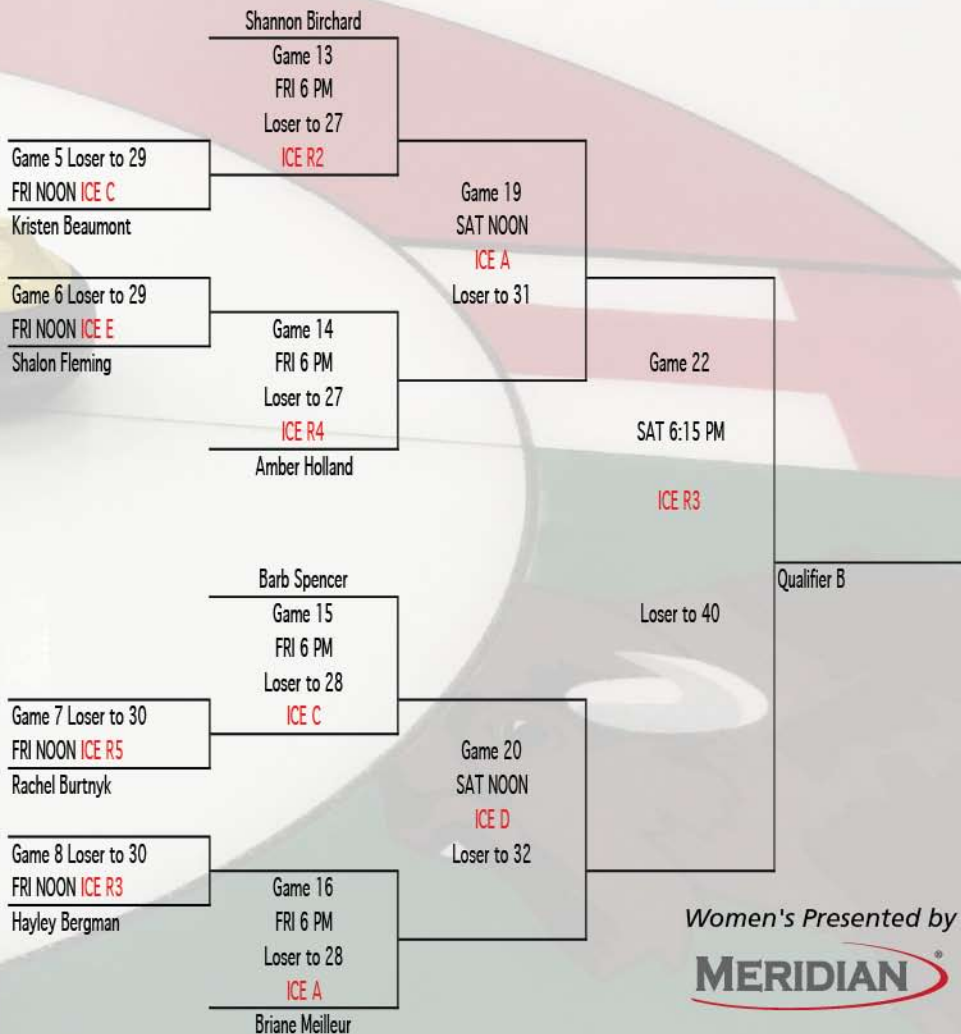 Shannon Birchard
Game 13
FRI 6 PM
Loser to 27
ICE R2
Game 5 Loser to 29
FRI NOON ICE C
Kristen Beaumont
Game 19
SAT NOON
ICE A
Loser to 31
Game 6 Loser to 29
FRI NOON ICE E
Shalon Fleming
Game 14
FRI 6 PM
Loser to 27
ICE R4
Amber Holland
Game 22
SAT 6:15 PM
ICE R3
Loser to 40
Qualifier B
Barb Spencer
Game 15
FRI 6 PM
Loser to 28
ICE C
Game 7 Loser to 30
FRI NOON ICE R5
Rachel Burtnyk
Game 20
SAT NOON
ICE D
Loser to 32
Game 8 Loser to 30
FRI NOON ICE R3
Hayley Bergman
Game 16
FRI 6 PM
Loser to 28
ICE A
Briane Meilleur
Women's Presented by
MERIDIAN®